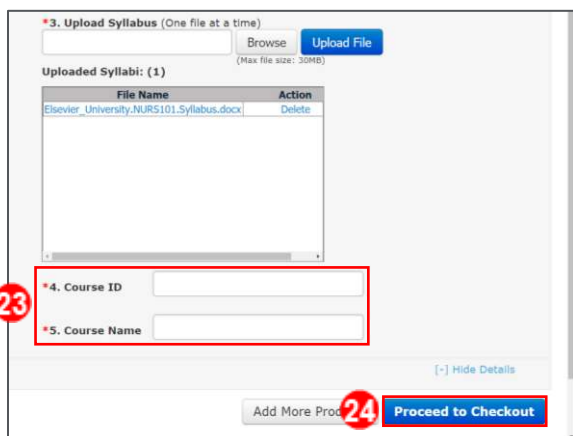 *3. Upload Syllabus (One file at a time)
Browse Upload File
(Max file size: 30MB)
Uploaded Syllabi: (1)
File Name Action
Elsevier_University.NURS101.Syllabus.docx Delete
23
*4. Course ID
*5. Course Name
[-] Hide Details
Add More 24 Proceed to Checkout